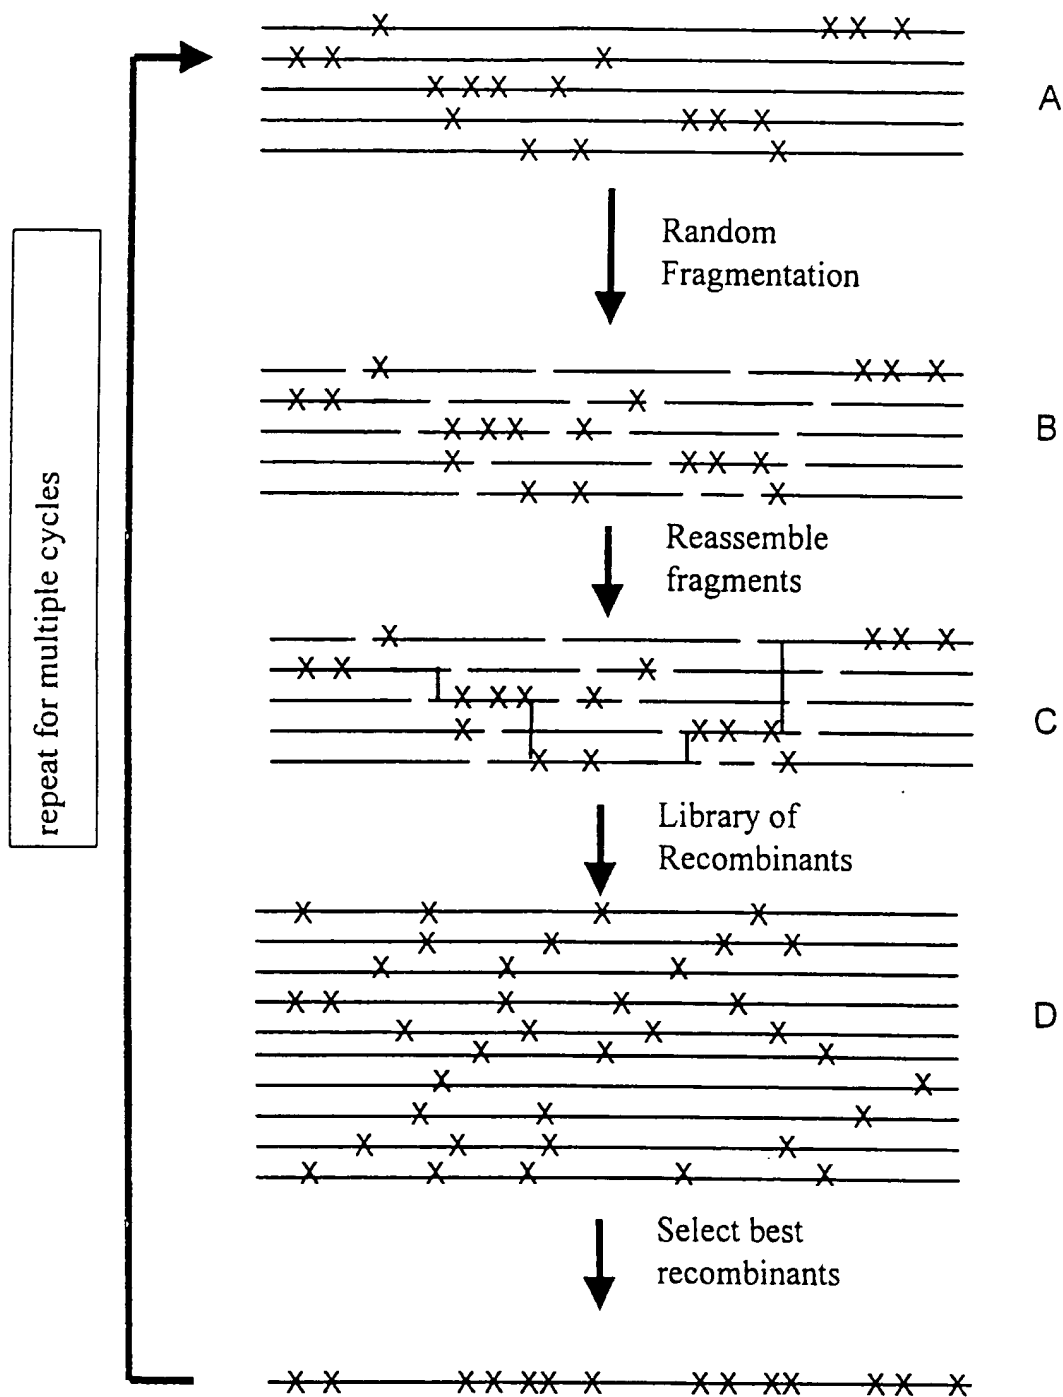 A
Random
Fragmentation
B
Reassemble
fragments
C
Library of
Recombinants
D
Select best
recombinants
repeat for multiple cycles